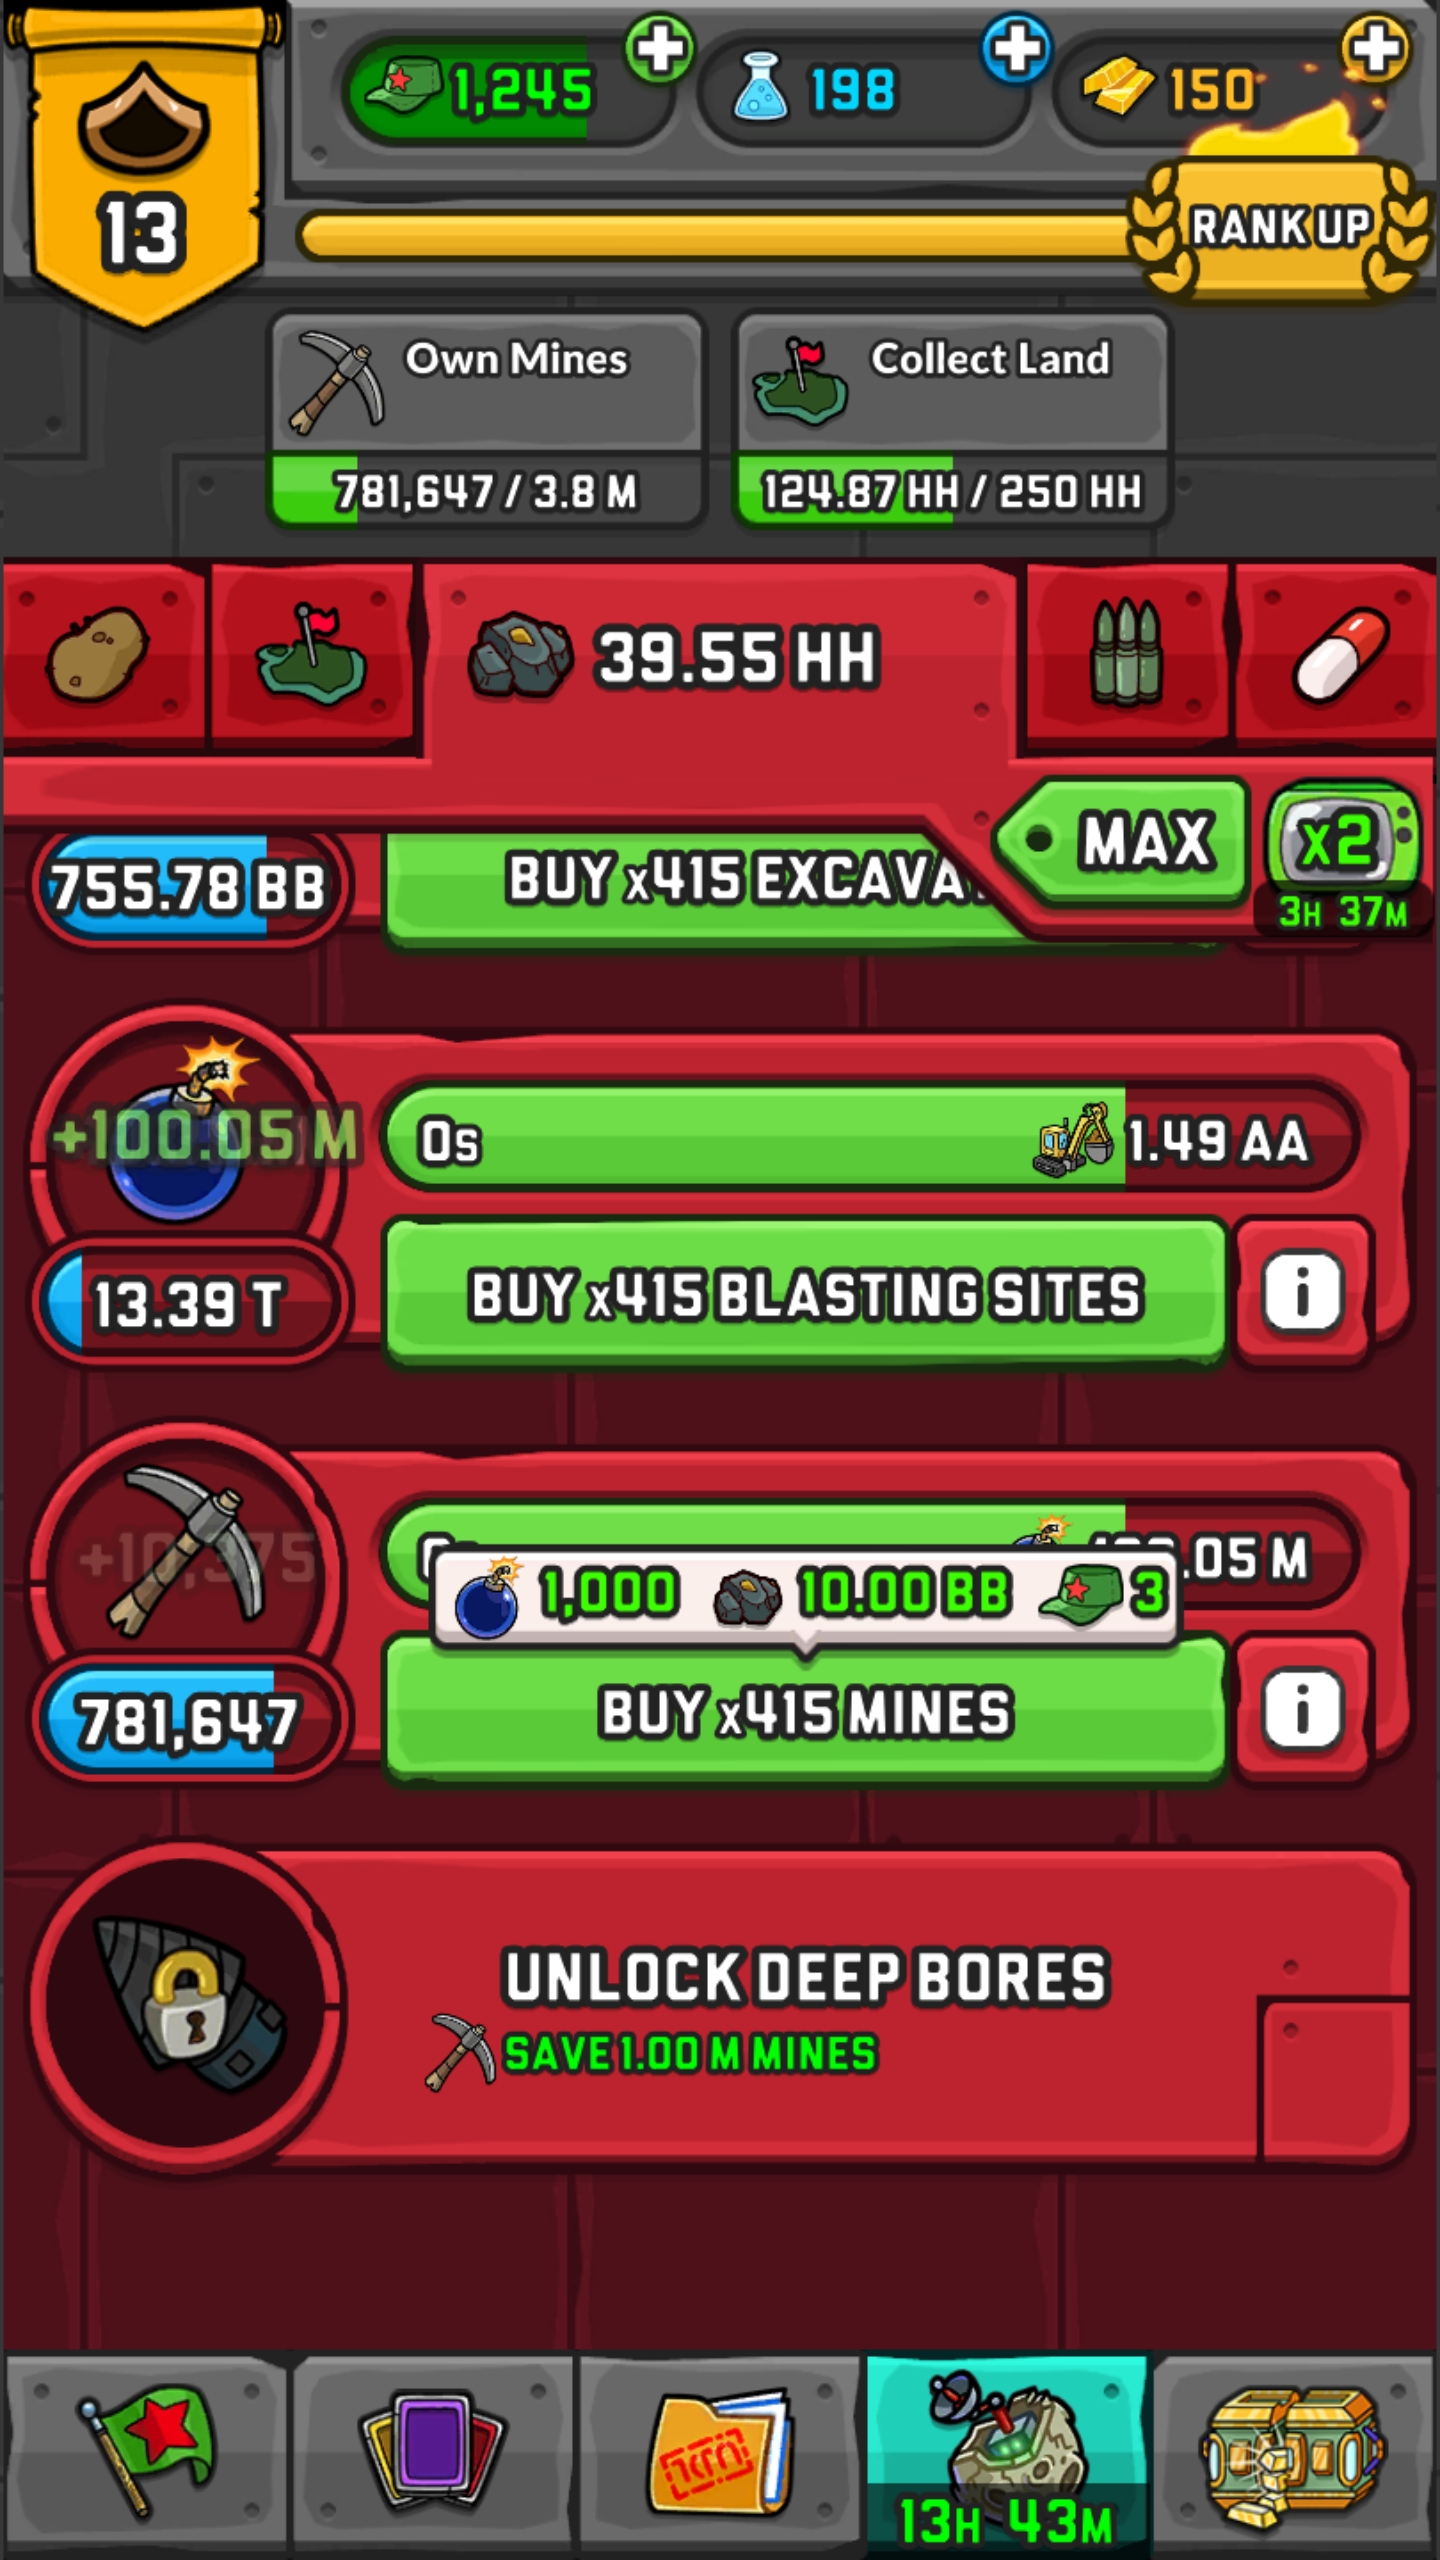 1,245
198
150
13
RANK UP
Own Mines
781,647 / 3.8 M
Collect Land
124.87 HH / 250 HH
39.55 HH
MAX
x2
3H 37M
755.78 BB
BUY x415
+100.05 M
0s
1.49 AA
13.39 T
BUY x415 BLASTING SITES
i
+10,375
.05 M
1,000
10.00 BB
3
781,647
BUY x415 MINES
i
UNLOCK DEEP BORES
SAVE 1.00 M MINES
13H 43M